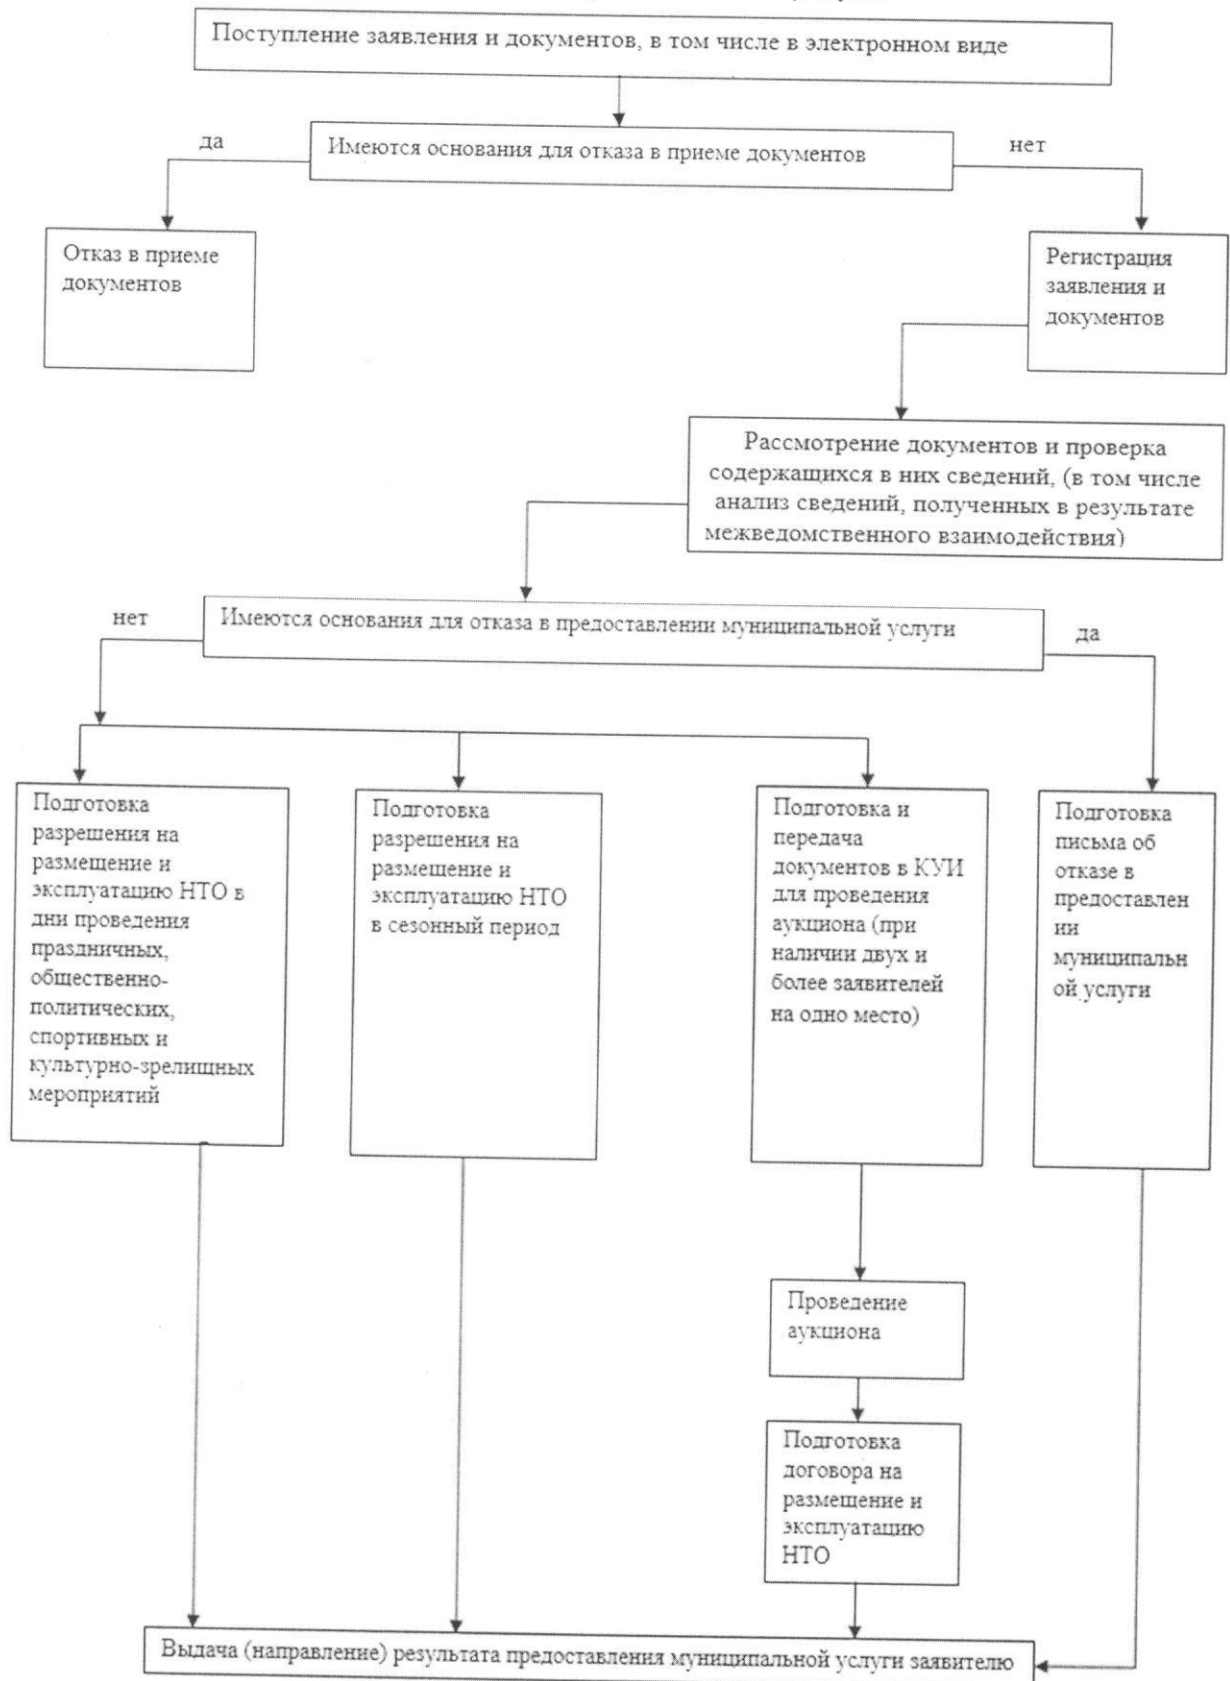 Поступление заявления и документов, в том числе в электронном виде
да
Имеются основания для отказа в приеме документов
нет
Отказ в приеме
документов
Регистрация
заявления и
документов
Рассмотрение документов и проверка
содержащихся в них сведений, (в том числе
анализ сведений, полученных в результате
межведомственного взаимодействия)
нет
Имеются основания для отказа в предоставлении муниципальной услуги
да
Подготовка
разрешения на
размещение и
эксплуатацию НТО в
дни проведения
праздничных,
общественно-
политических,
спортивных и
культурно-зрелищных
мероприятий
Подготовка
разрешения на
размещение и
эксплуатацию НТО
в сезонный период
Подготовка и
передача
документов в КУИ
для проведения
аукциона (при
наличии двух и
более заявителей
на одно место)
Подготовка
письма об
отказе в
предоставлен
ии
муниципальн
ой услуги
Проведение
аукциона
Подготовка
договора на
размещение и
эксплуатацию
НТО
Выдача (направление) результата предоставления муниципальной услуги заявителю